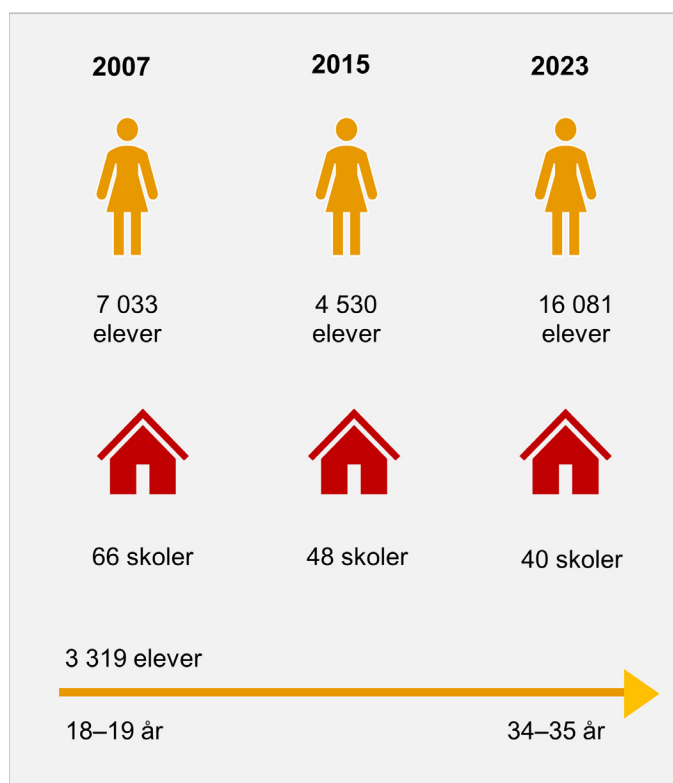 2007
2015
2023
7 033
elever
4 530
elever
16 081
elever
66 skoler
48 skoler
40 skoler
3 319 elever
18–19 år
34–35 år